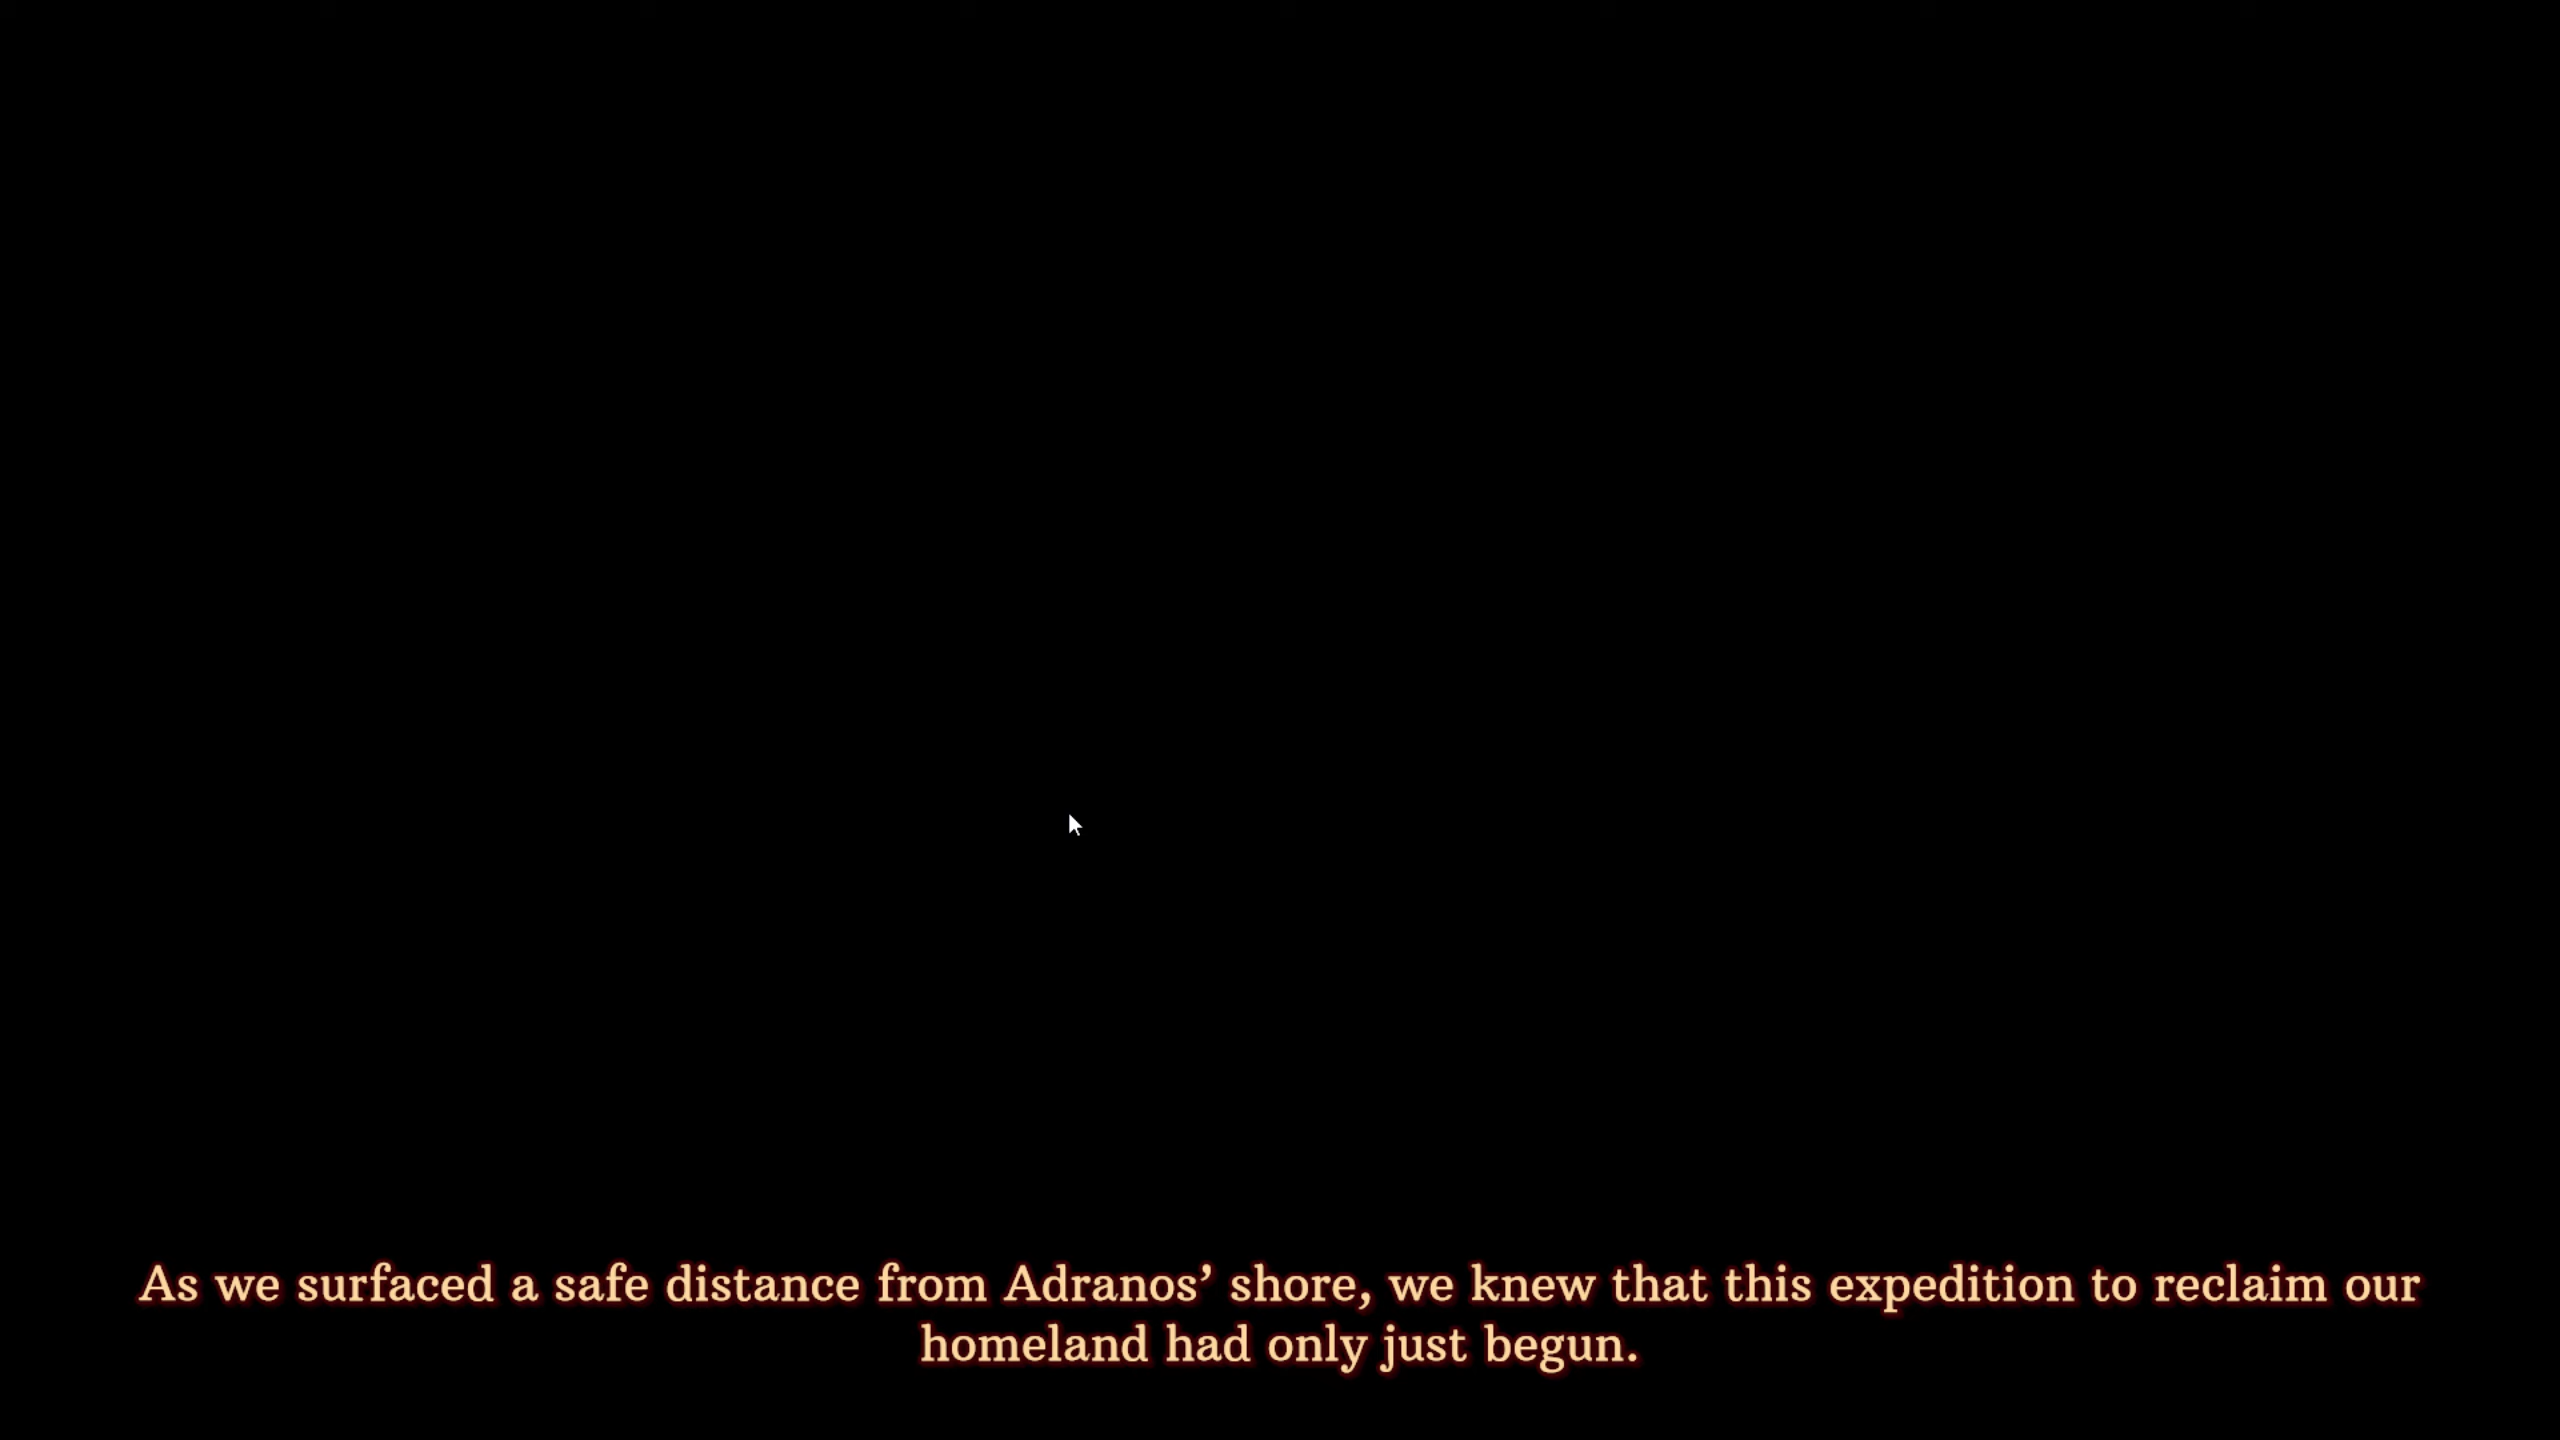 As we surfaced a safe distance from Adranos’ shore, we knew that this expedition to reclaim our
homeland had only just begun.